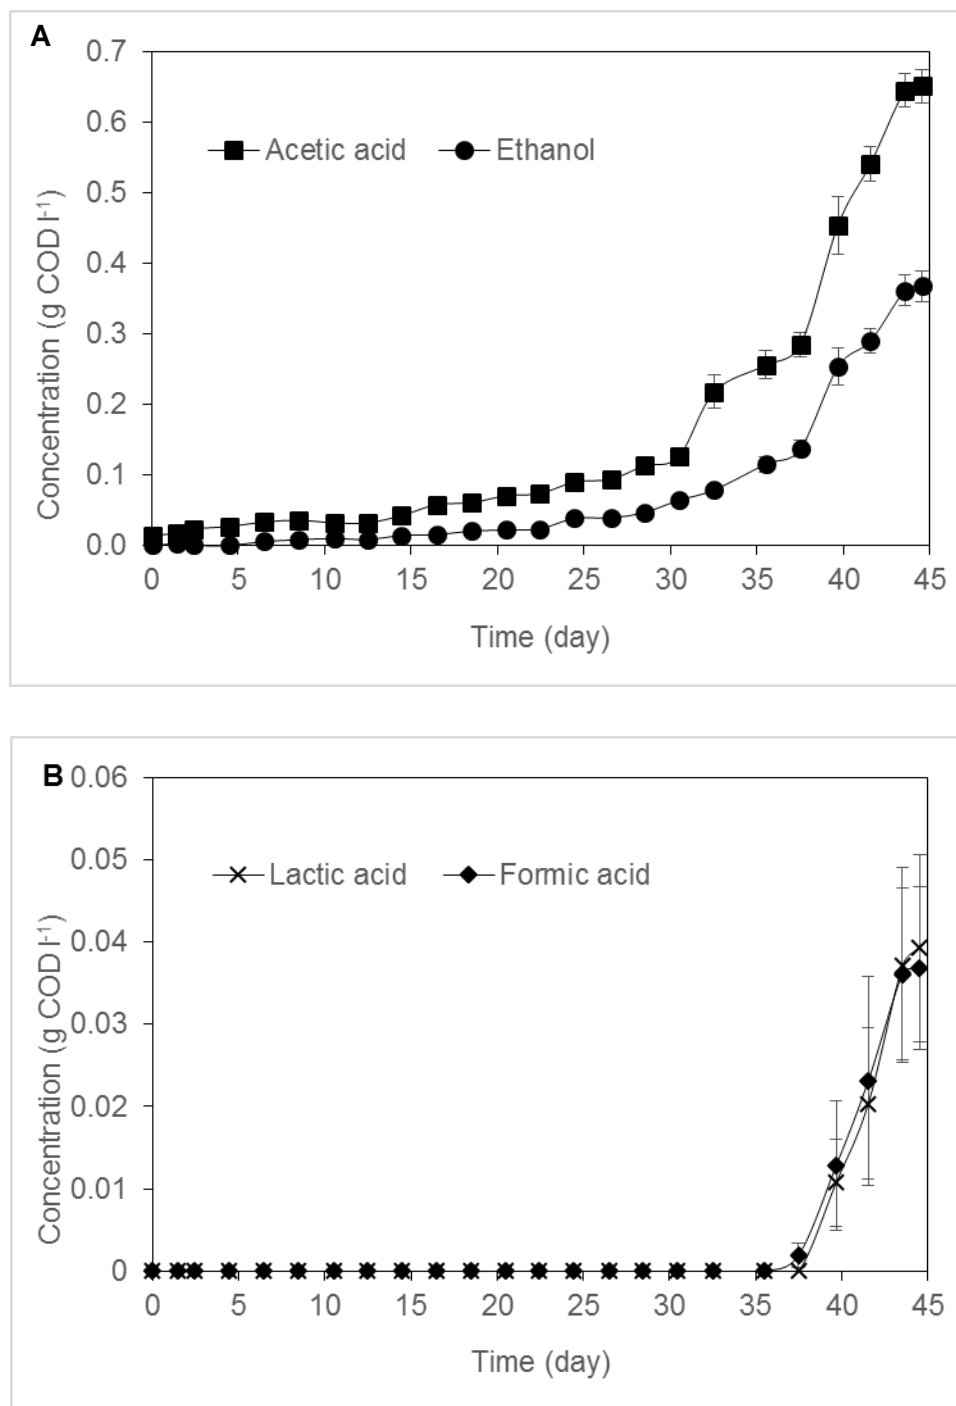 A
0.7
0.6
0.5
0.4
0.3
0.2
0.1
0.0
Concentration (g COD l⁻¹)
Acetic acid Ethanol
0 5 10 15 20 25 30 35 40 45
Time (day)
B
0.06
0.05
0.04
0.03
0.02
0.01
0
Concentration (g COD l⁻¹)
Lactic acid Formic acid
0 5 10 15 20 25 30 35 40 45
Time (day)